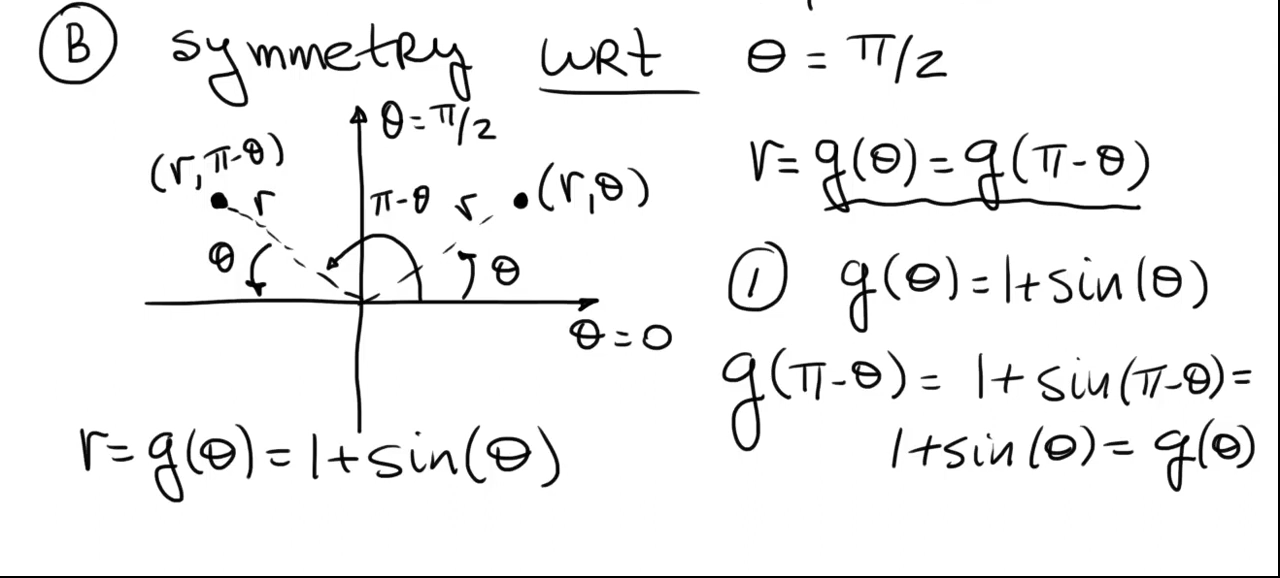 B symmetry WRt θ = π/2
θ=π/2
(r, π-θ)
r
π-θ
r
(r,θ)
θ
θ
θ=0
r=g(θ)=1+sin(θ)
r=g(θ)=g(π-θ)
1 g(θ)=1+sin(θ)
g(π-θ)= 1+sin(π-θ)=
1+sin(θ)= g(θ)